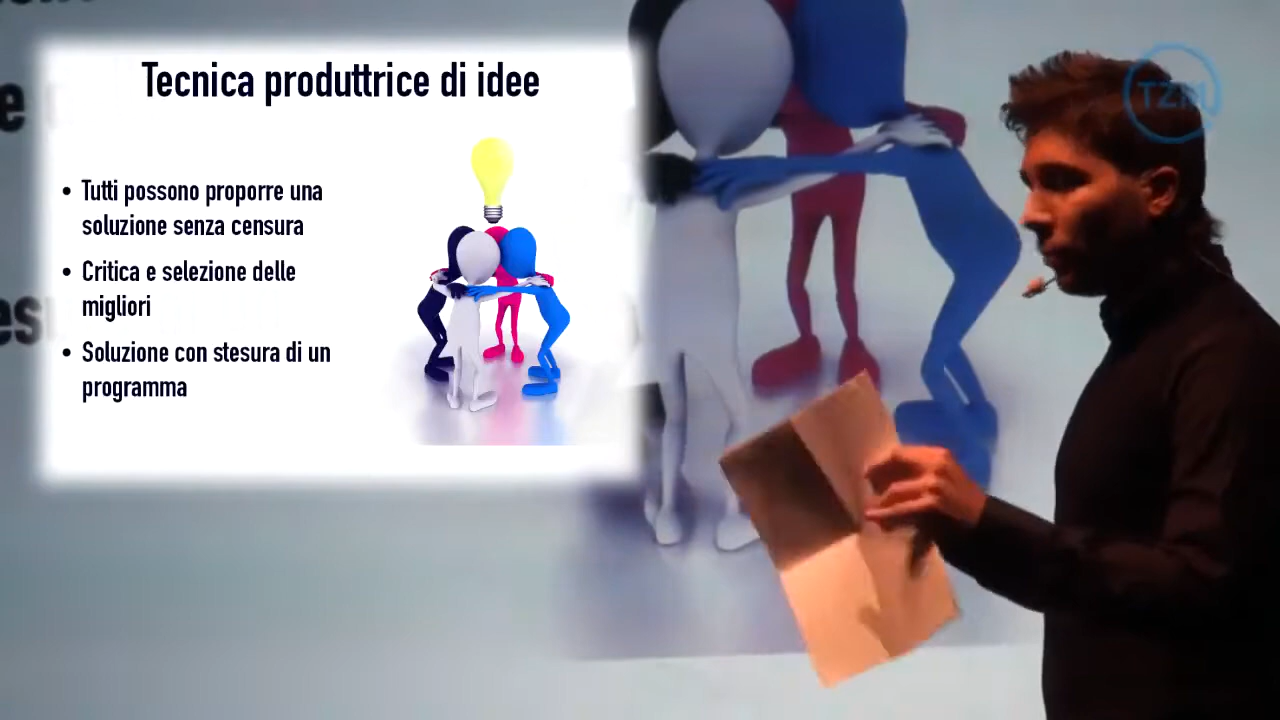 Tecnica produttrice di idee
• Tutti possono proporre una
soluzione senza censura
• Critica e selezione delle
migliori
• Soluzione con stesura di un
programma
TZM